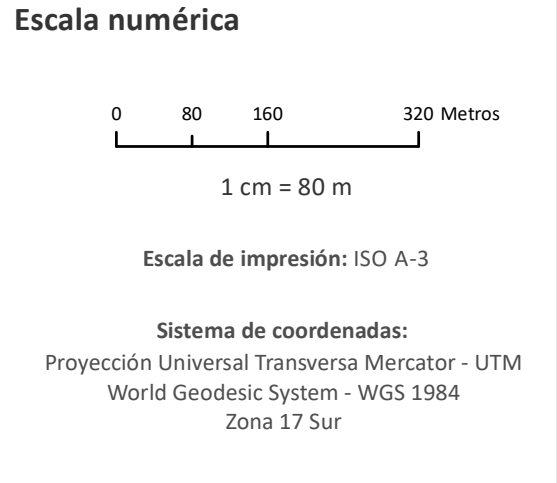 Escala numérica
0 80 160 320 Metros
1 cm = 80 m
Escala de impresión: ISO A-3
Sistema de coordenadas:
Proyección Universal Transversa Mercator - UTM
World Geodesic System - WGS 1984
Zona 17 Sur